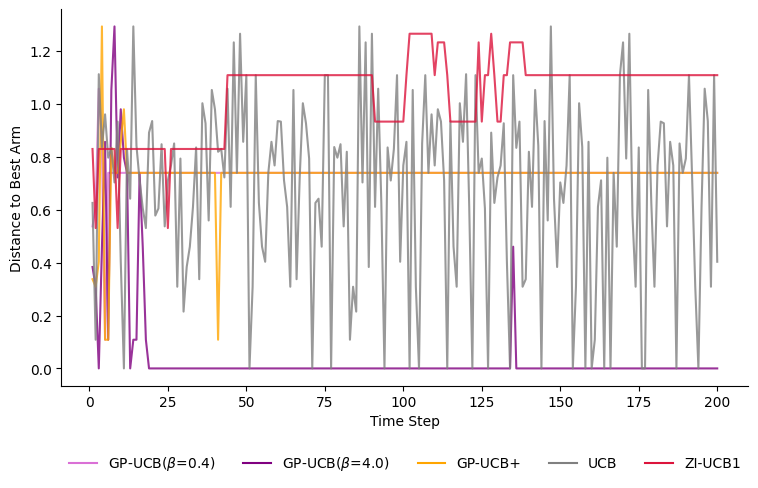 Distance to Best Arm
1.2
1.0
0.8
0.6
0.4
0.2
0.0
0 25 50 75 100 125 150 175 200
Time Step
GP-UCB(β=0.4) GP-UCB(β=4.0) GP-UCB+ UCB ZI-UCB1